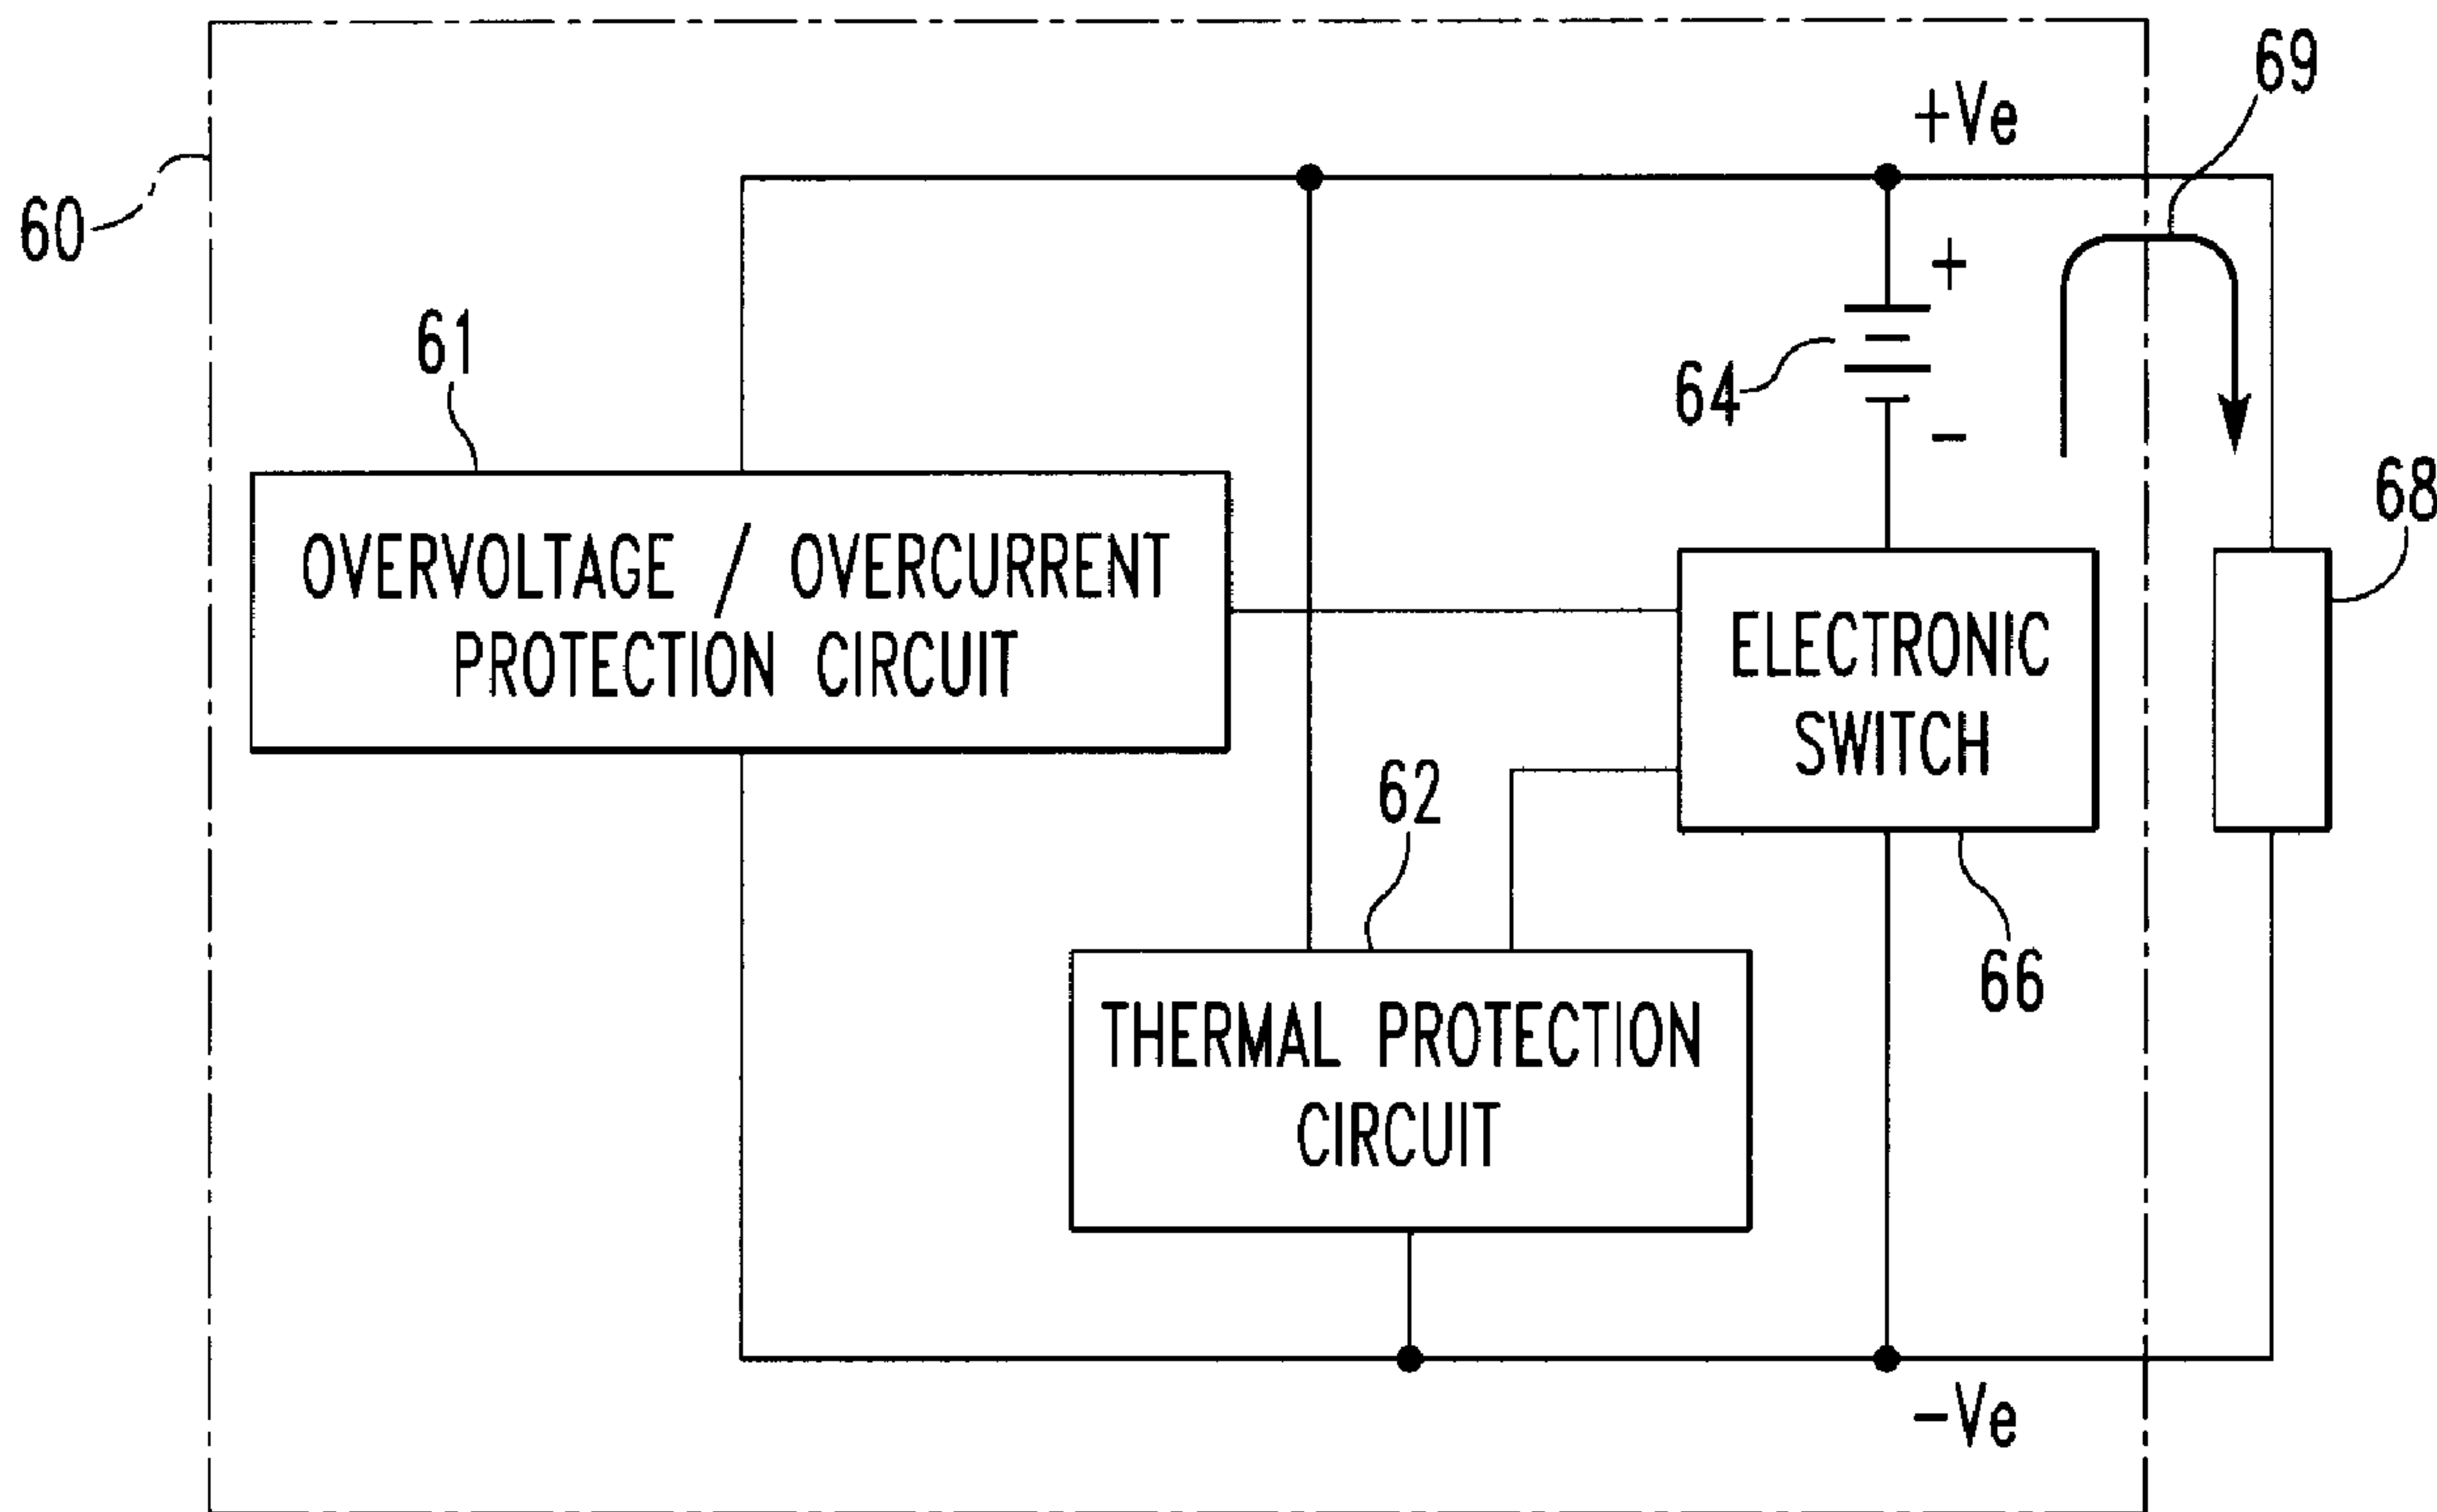 69
+Ve
60
+
61
64
-
68
OVERVOLTAGE / OVERCURRENT
PROTECTION CIRCUIT
ELECTRONIC
SWITCH
62
66
THERMAL PROTECTION
CIRCUIT
-Ve